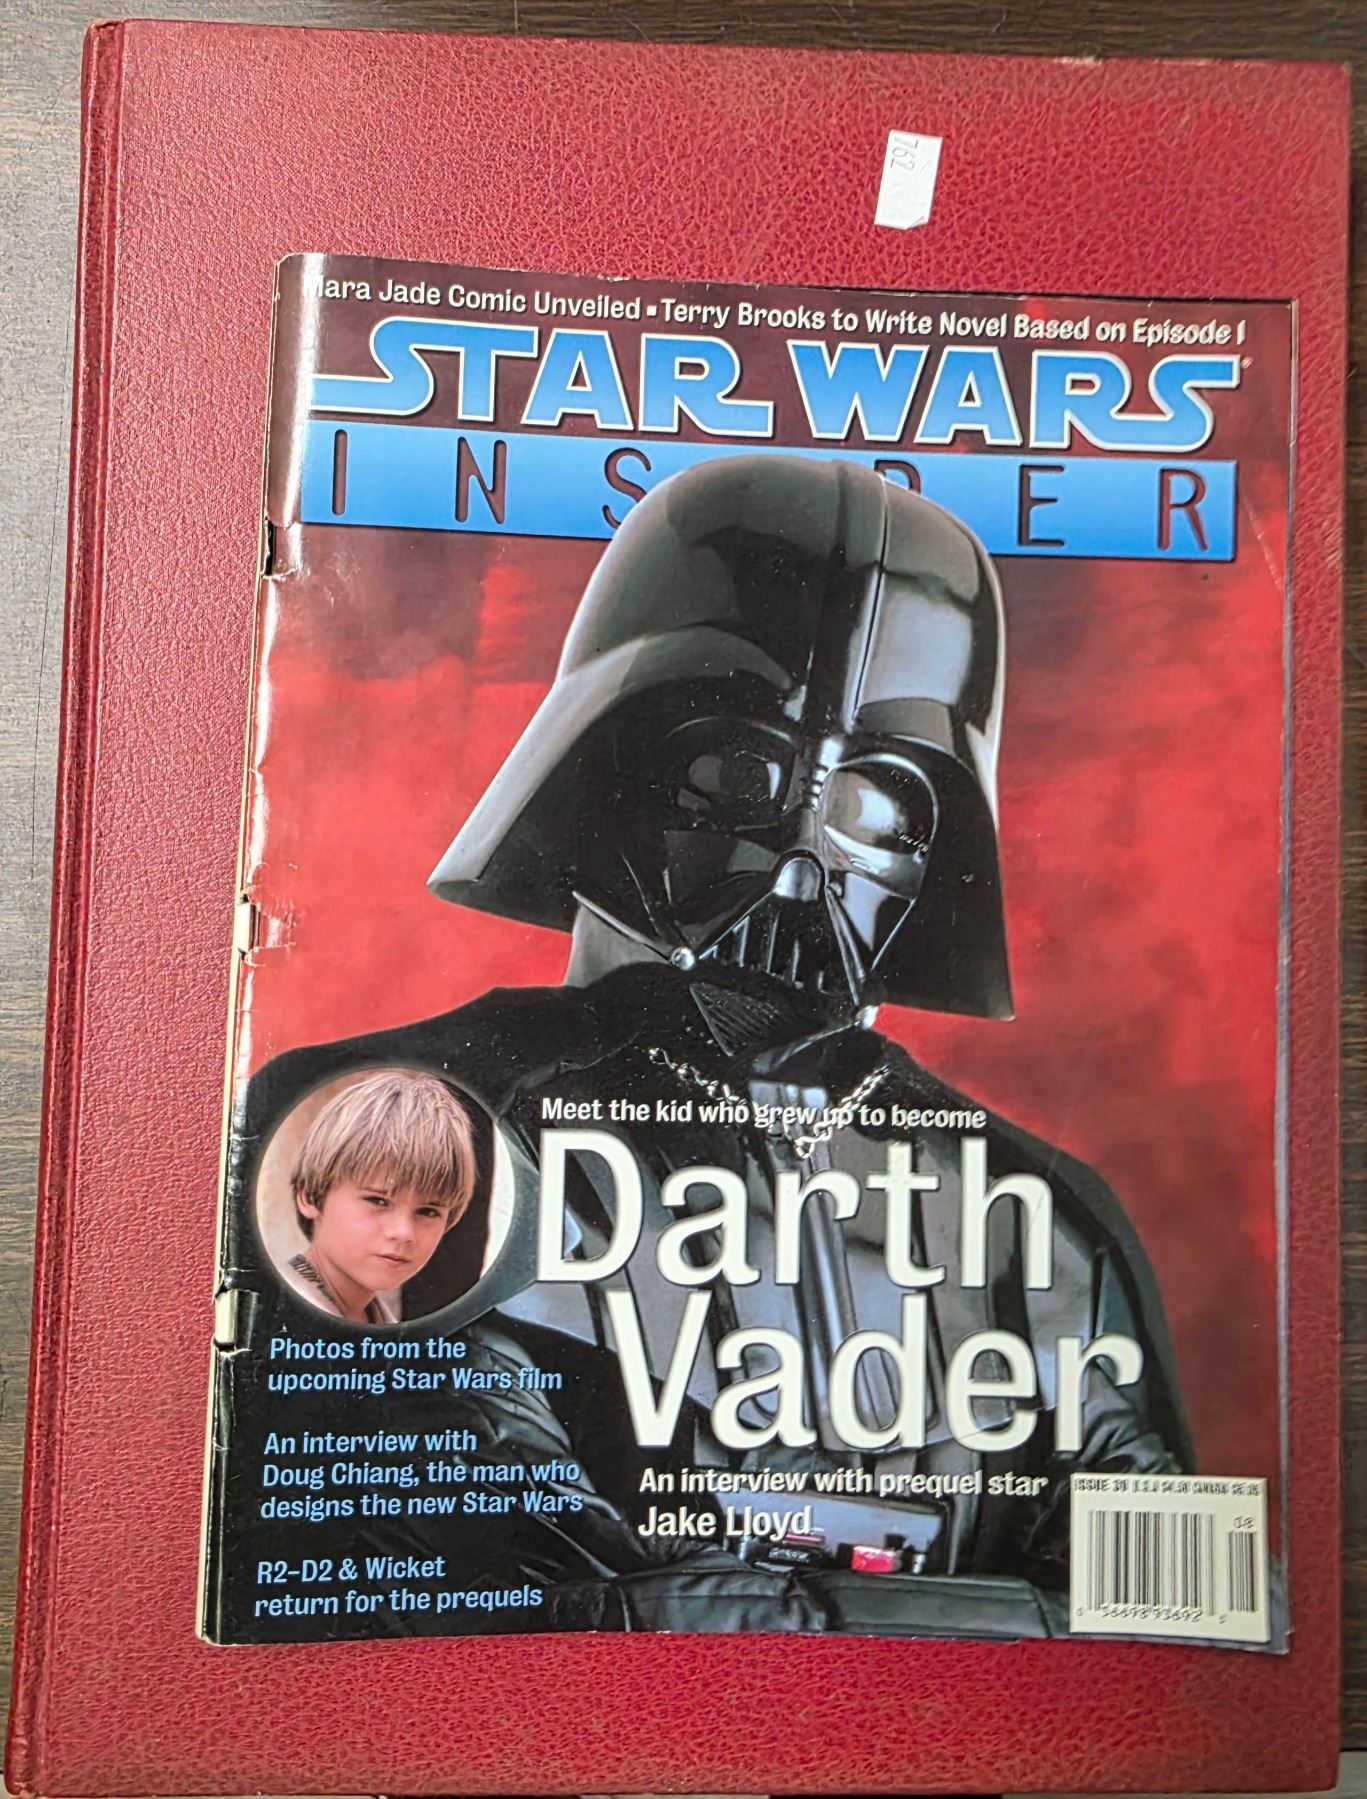 762
Mara Jade Comic Unveiled ▪ Terry Brooks to Write Novel Based on Episode I
STAR WARS®
INSIDER
Meet the kid who grew up to become
Darth
Vader
Photos from the
upcoming Star Wars film
An interview with
Doug Chiang, the man who
designs the new Star Wars
R2-D2 & Wicket
return for the prequels
An interview with prequel star
Jake Lloyd
ISSUE
08